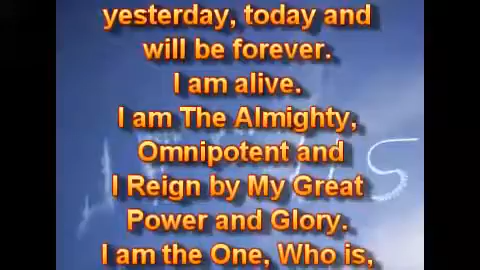 yesterday, today and
will be forever.
I am alive.
I am The Almighty,
Omnipotent and
I Reign by My Great
Power and Glory.
I am the One, Who is,